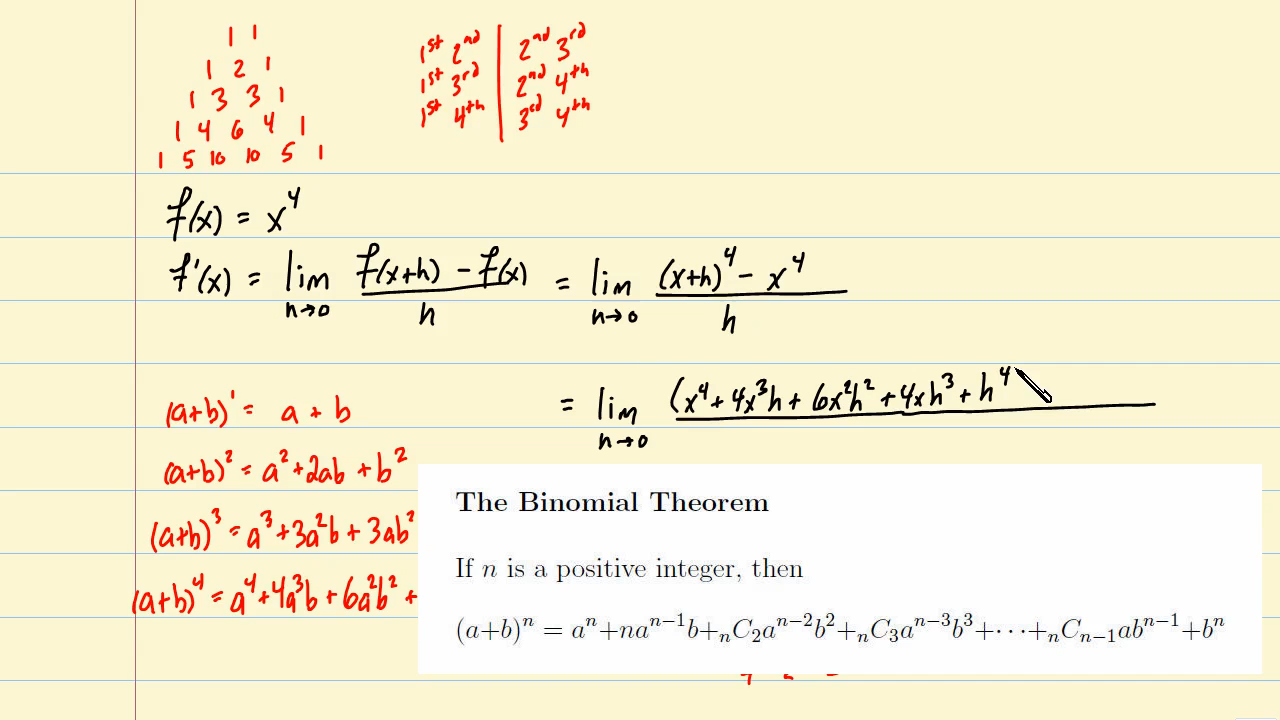 1 1
1 2 1
1 3 3 1
1 4 6 4 1
1 5 10 10 5 1
1st 2nd | 2nd 3rd
1st 3rd | 2nd 4th
1st 4th | 3rd 4th
f(x) = x^4
f'(x) = lim h→0 (f(x+h) - f(x))/h = lim h→0 ((x+h)^4 - x^4)/h
= lim h→0 (x^4 + 4x^3h + 6x^2h^2 + 4xh^3 + h^4
(a+b)^1 = a + b
(a+b)^2 = a^2 + 2ab + b^2
(a+b)^3 = a^3 + 3a^2b + 3ab^2
(a+b)^4 = a^4 + 4a^3b + 6a^2b^2 +
The Binomial Theorem
If n is a positive integer, then
(a+b)^n = a^n + na^{n-1}b + _nC_2a^{n-2}b^2 + _nC_3a^{n-3}b^3 + ··· + _nC_{n-1}ab^{n-1} + b^n